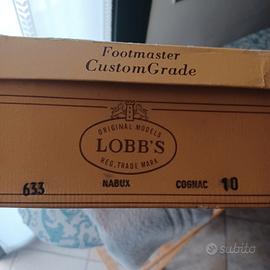 Footmaster
CustomGrade
ORIGINAL MODELS
LOBB'S
REG. TRADE MARK
633 NABUX COGNAC 10
subito